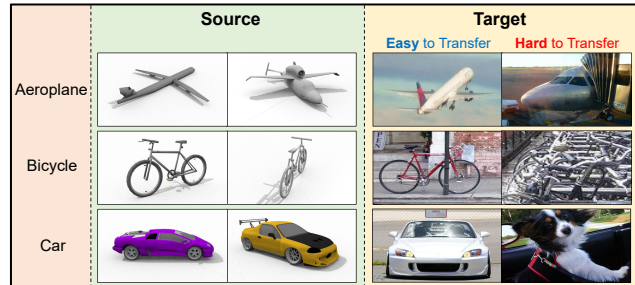 Source
Target
Easy to Transfer
Hard to Transfer
Aeroplane
Bicycle
Car